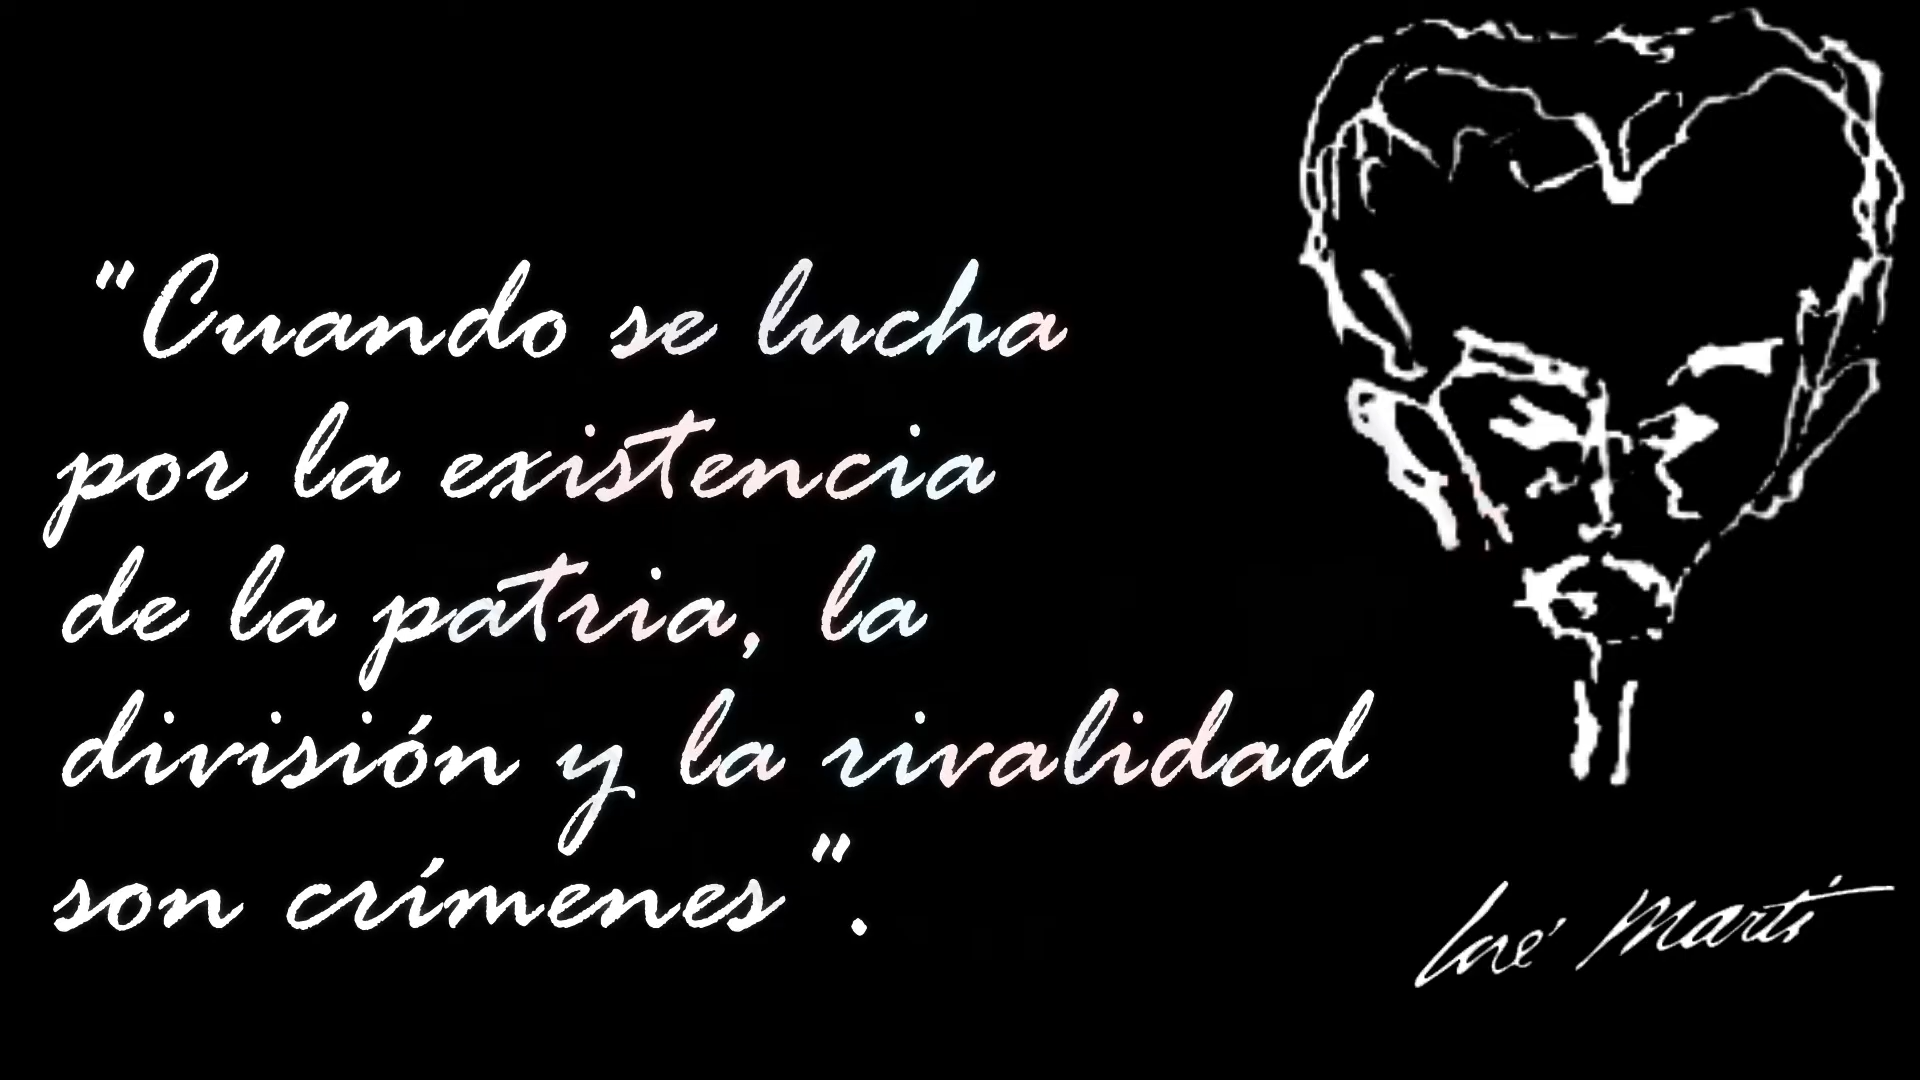 “Cuando se lucha
por la existencia
de la patria, la
división y la rivalidad
son crímenes”.
José Martí